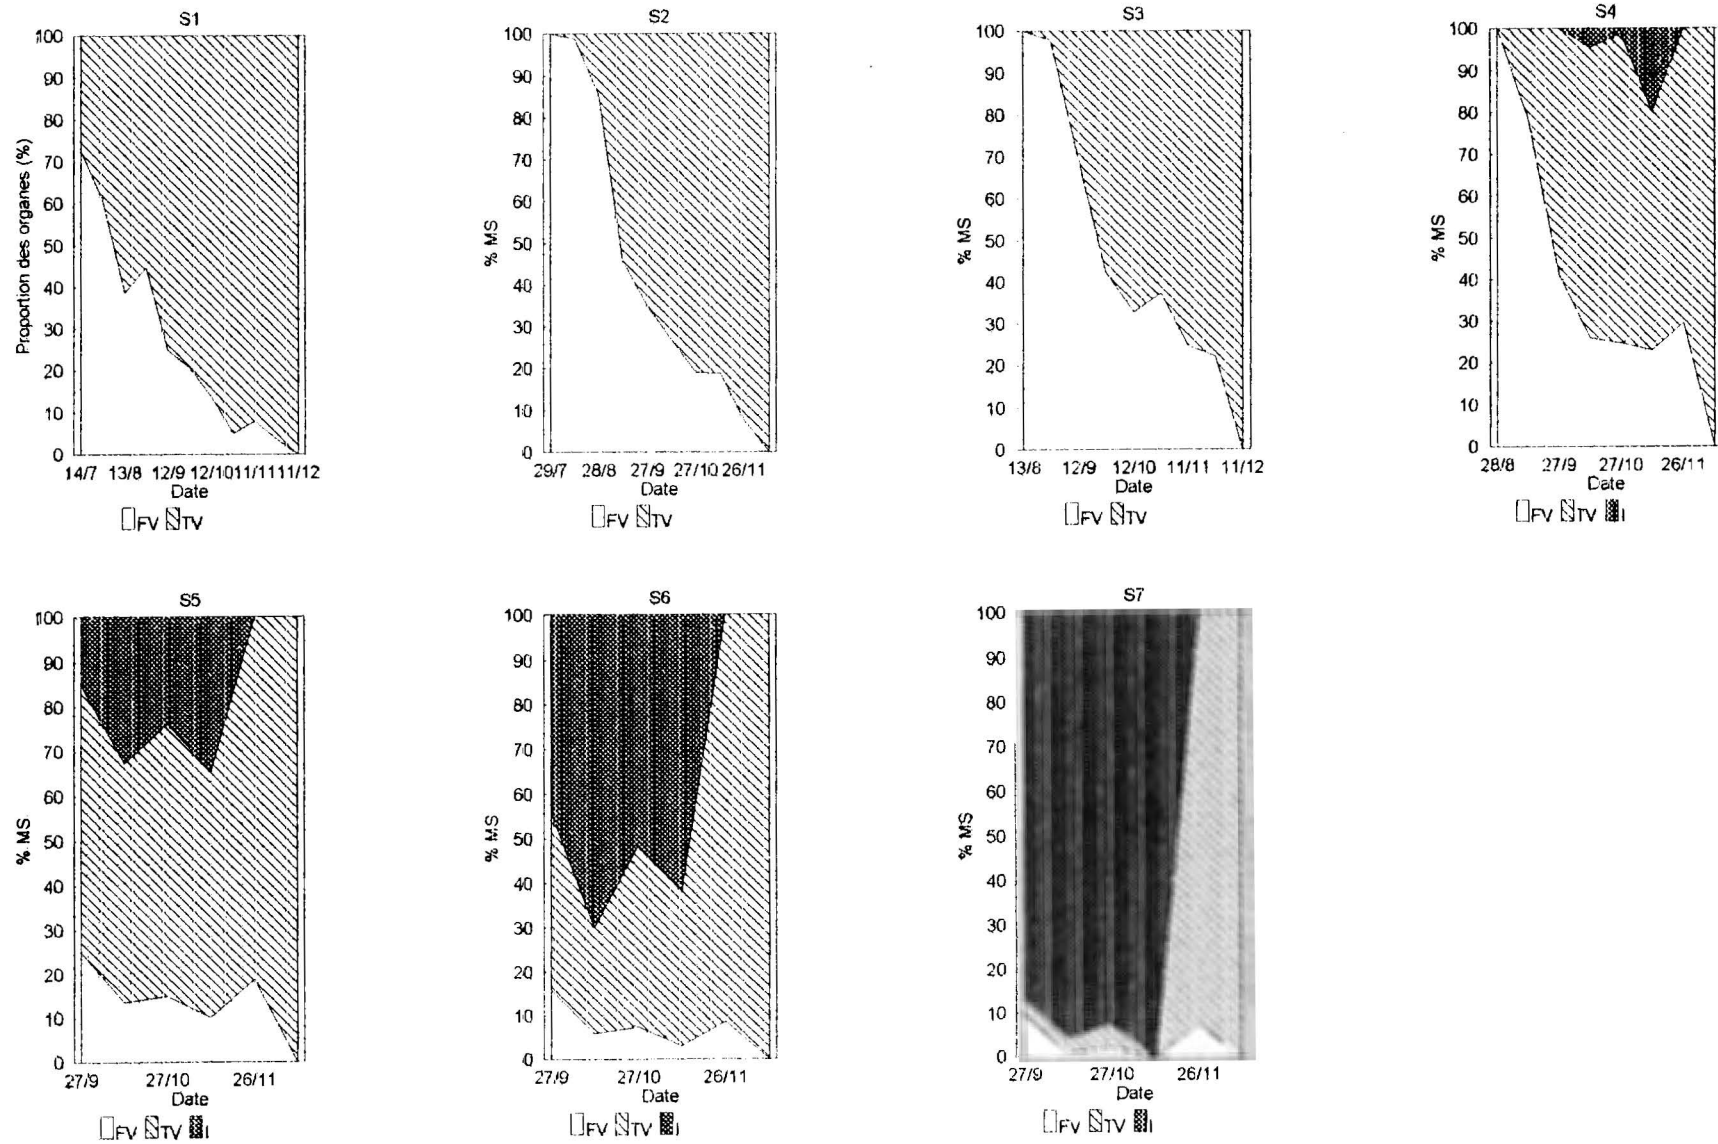 S1
100
90
80
70
60
50
40
30
20
10
0
Proportion des organes (%)
14/7 13/8 12/9 12/10 11/11 11/12
Date
FV TV
S2
100
90
80
70
60
50
40
30
20
10
0
% MS
29/7 28/8 27/9 27/10 26/11
Date
FV TV
S3
100
90
80
70
60
50
40
30
20
10
0
% MS
13/8 12/9 12/10 11/11 11/12
Date
FV TV
S4
100
90
80
70
60
50
40
30
20
10
0
% MS
28/8 27/9 27/10 26/11
Date
FV TV I
S5
100
90
80
70
60
50
40
30
20
10
0
% MS
27/9 27/10 26/11
Date
FV TV I
S6
100
90
80
70
60
50
40
30
20
10
0
% MS
27/9 27/10 26/11
Date
FV TV I
S7
100
90
80
70
60
50
40
30
20
10
0
% MS
27/9 27/10 26/11
Date
FV TV I